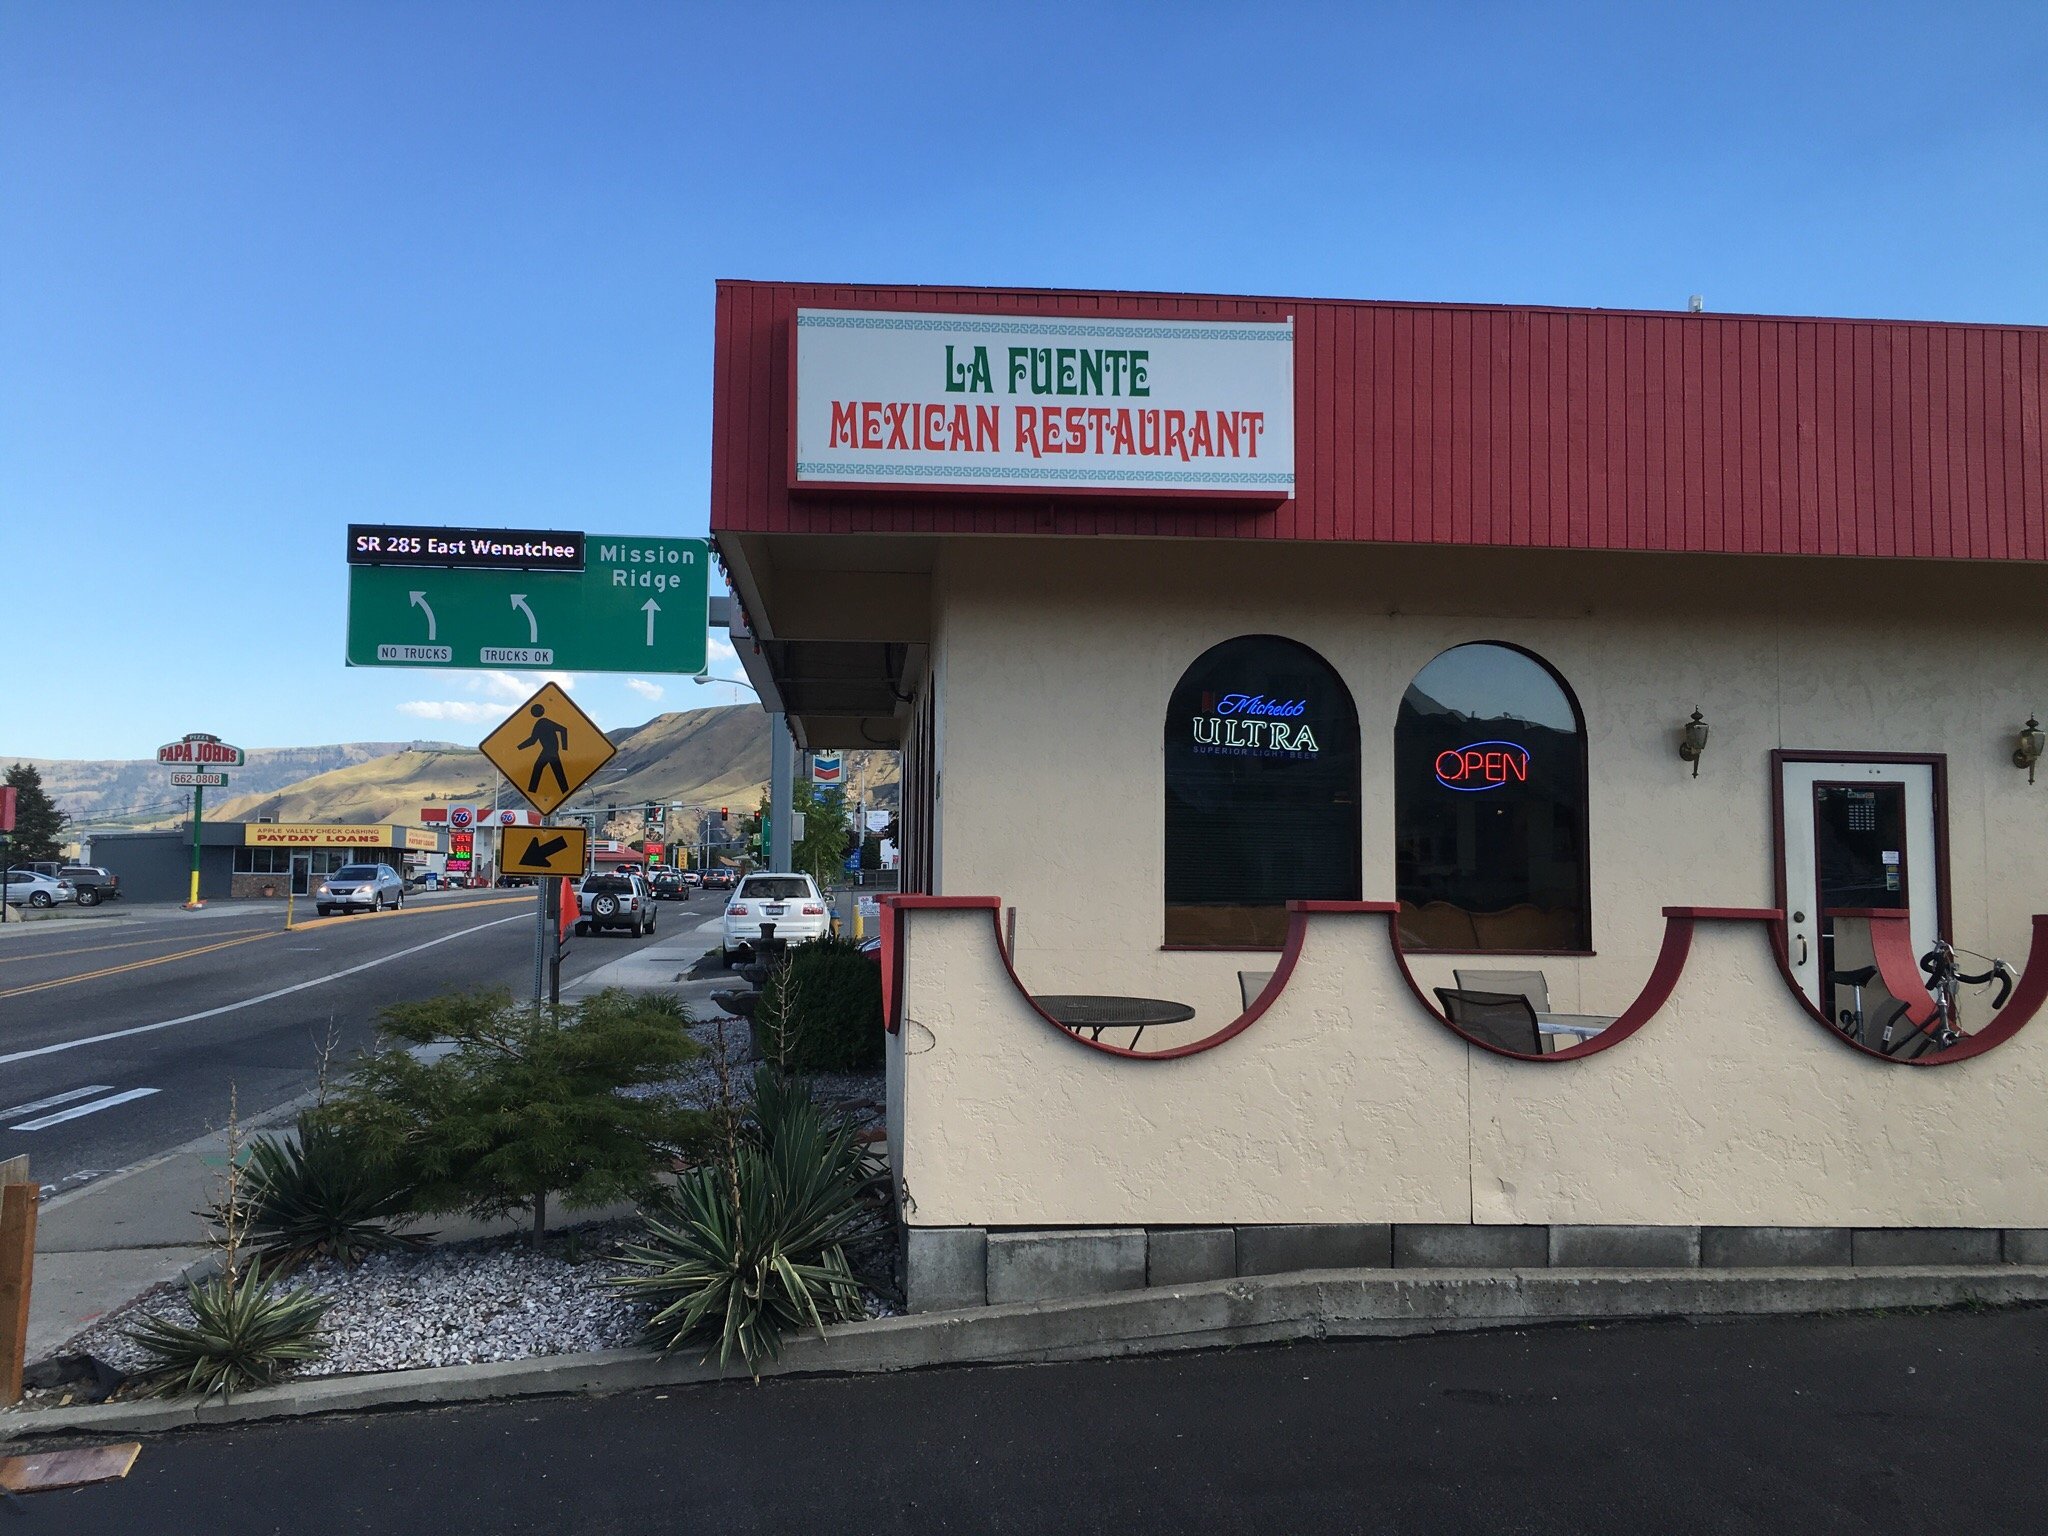 LA FUENTE
MEXICAN RESTAURANT
SR 285 East Wenatchee
Mission
Ridge
NO TRUCKS
TRUCKS OK
Michelob
ULTRA
SUPERIOR LIGHT BEER
OPEN
PIZZA
PAPA JOHNS
662-0808
APPLE VALLEY CHECK CASHING
PAYDAY LOANS
76
76